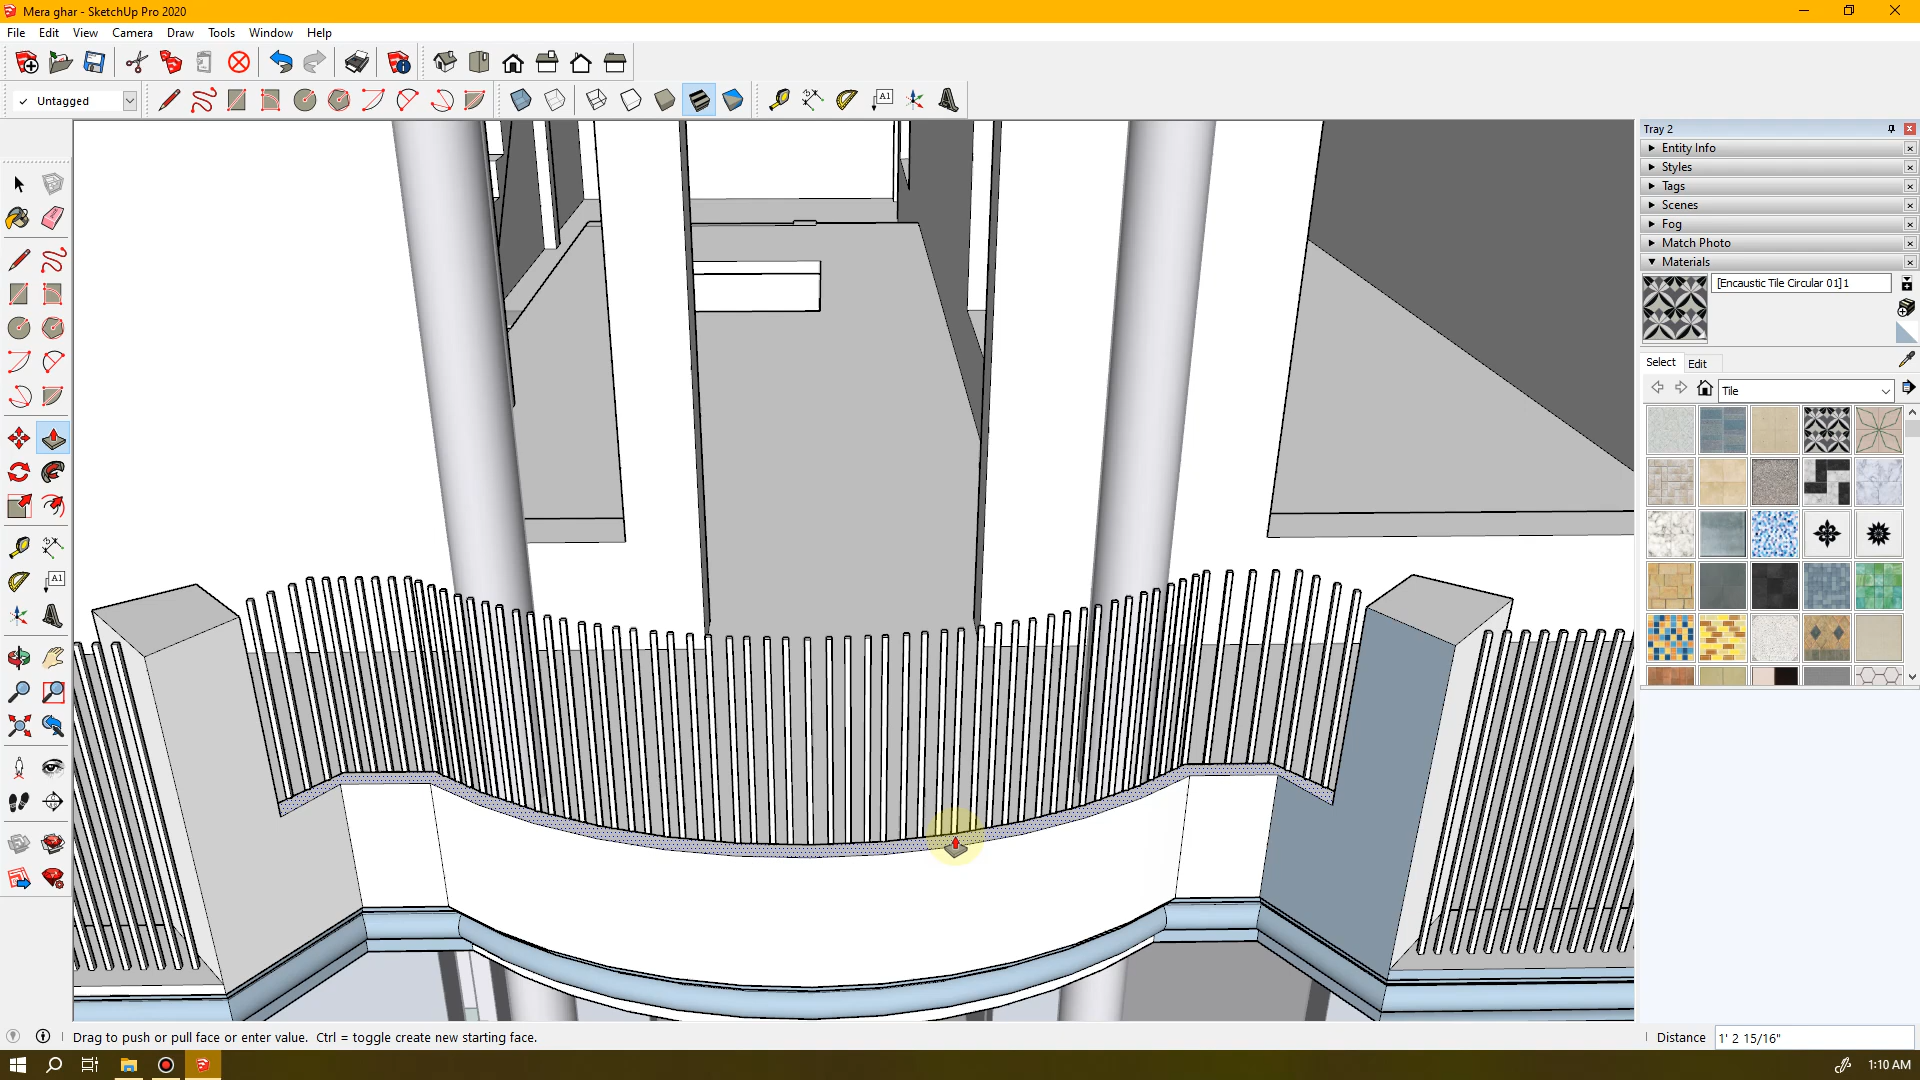 Mera ghar - SketchUp Pro 2020
File Edit View Camera Draw Tools Window Help
Untagged
A1
Tray 2
Entity Info
Styles
Tags
Scenes
Fog
Match Photo
Materials
[Encaustic Tile Circular 01]1
Select Edit
Tile
A1
Drag to push or pull face or enter value. Ctrl = toggle create new starting face.
Distance 1' 2 15/16"
1:10 AM